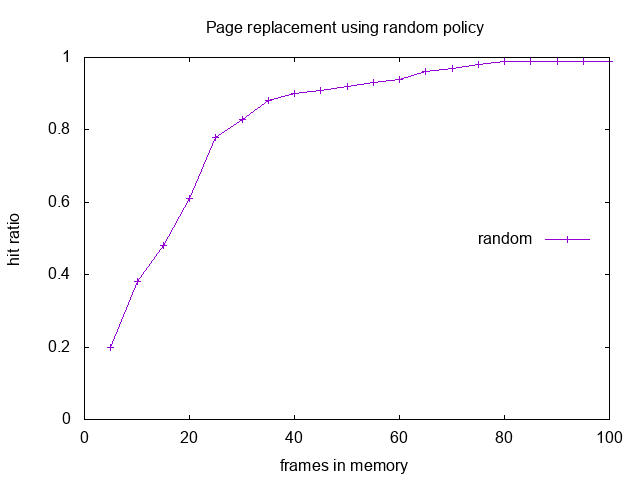 Page replacement using random policy
1
0.8
0.6
0.4
0.2
0
hit ratio
random
0 20 40 60 80 100
frames in memory